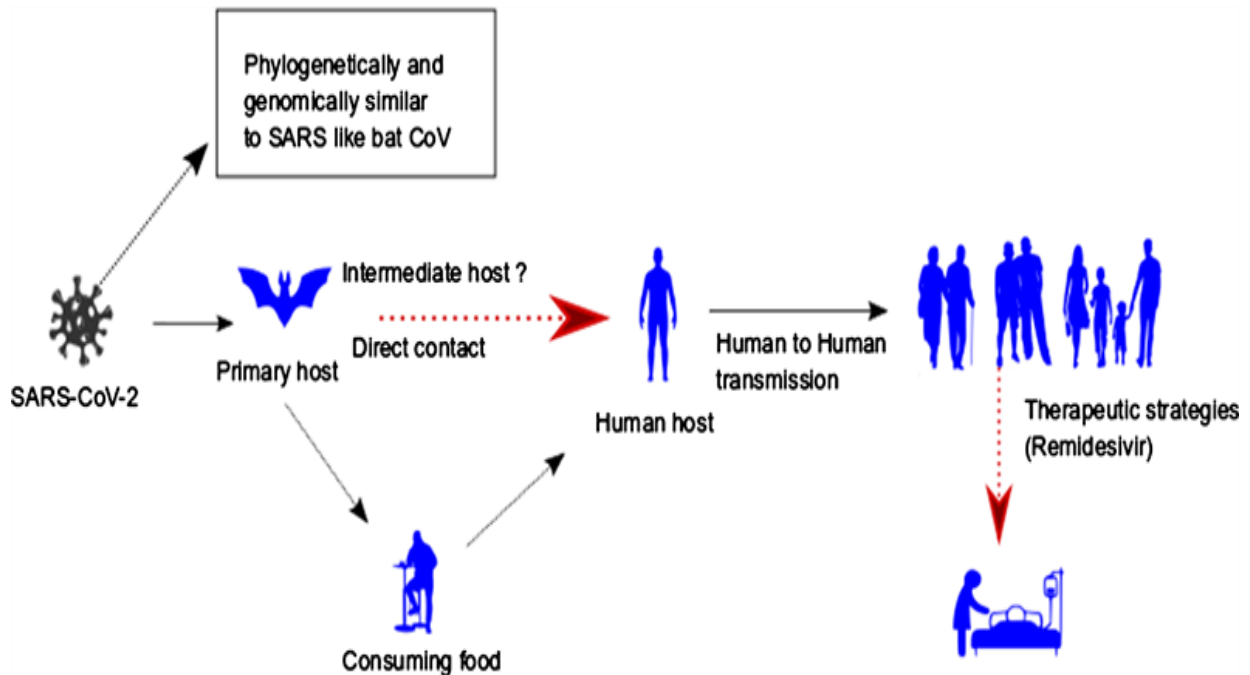 Phylogenetically and
genomically similar
to SARS like bat CoV
SARS-CoV-2
Primary host
Intermediate host ?
Direct contact
Human host
Human to Human
transmission
Therapeutic strategies
(Remidesivir)
Consuming food